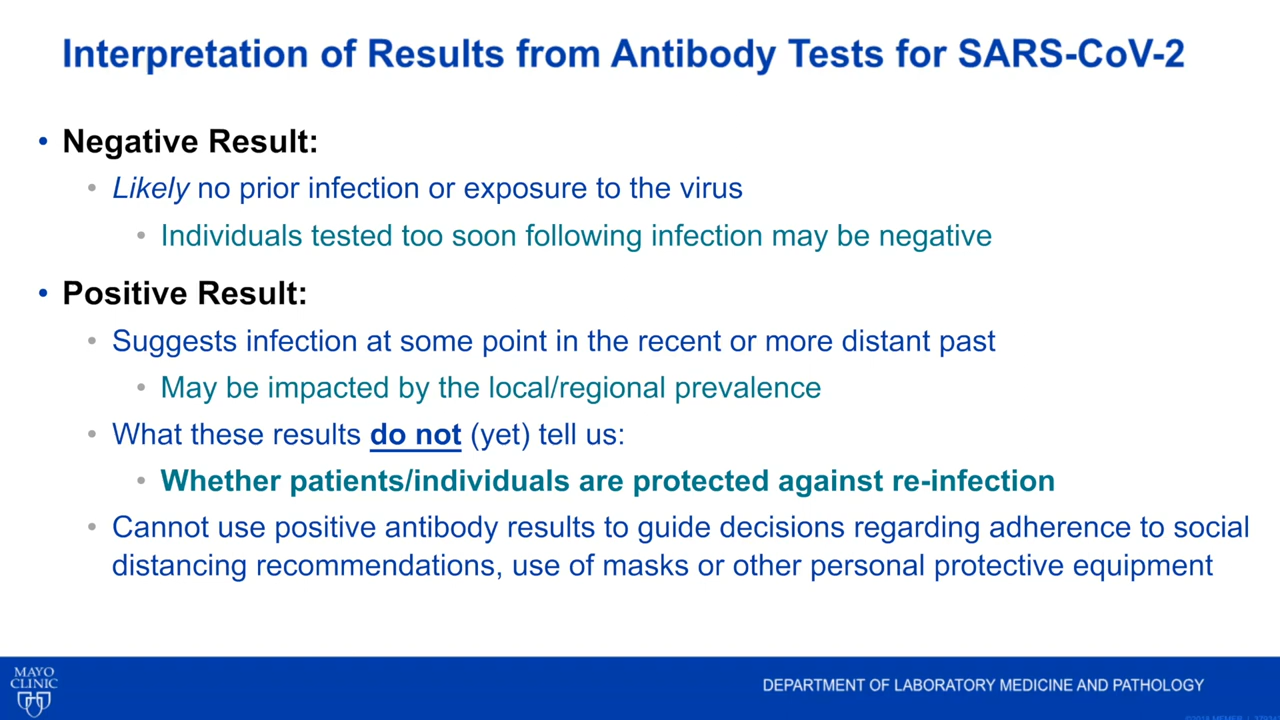 Interpretation of Results from Antibody Tests for SARS-CoV-2
• Negative Result:
• Likely no prior infection or exposure to the virus
• Individuals tested too soon following infection may be negative
• Positive Result:
• Suggests infection at some point in the recent or more distant past
• May be impacted by the local/regional prevalence
• What these results do not (yet) tell us:
• Whether patients/individuals are protected against re-infection
• Cannot use positive antibody results to guide decisions regarding adherence to social
distancing recommendations, use of masks or other personal protective equipment
MAYO
CLINIC
DEPARTMENT OF LABORATORY MEDICINE AND PATHOLOGY